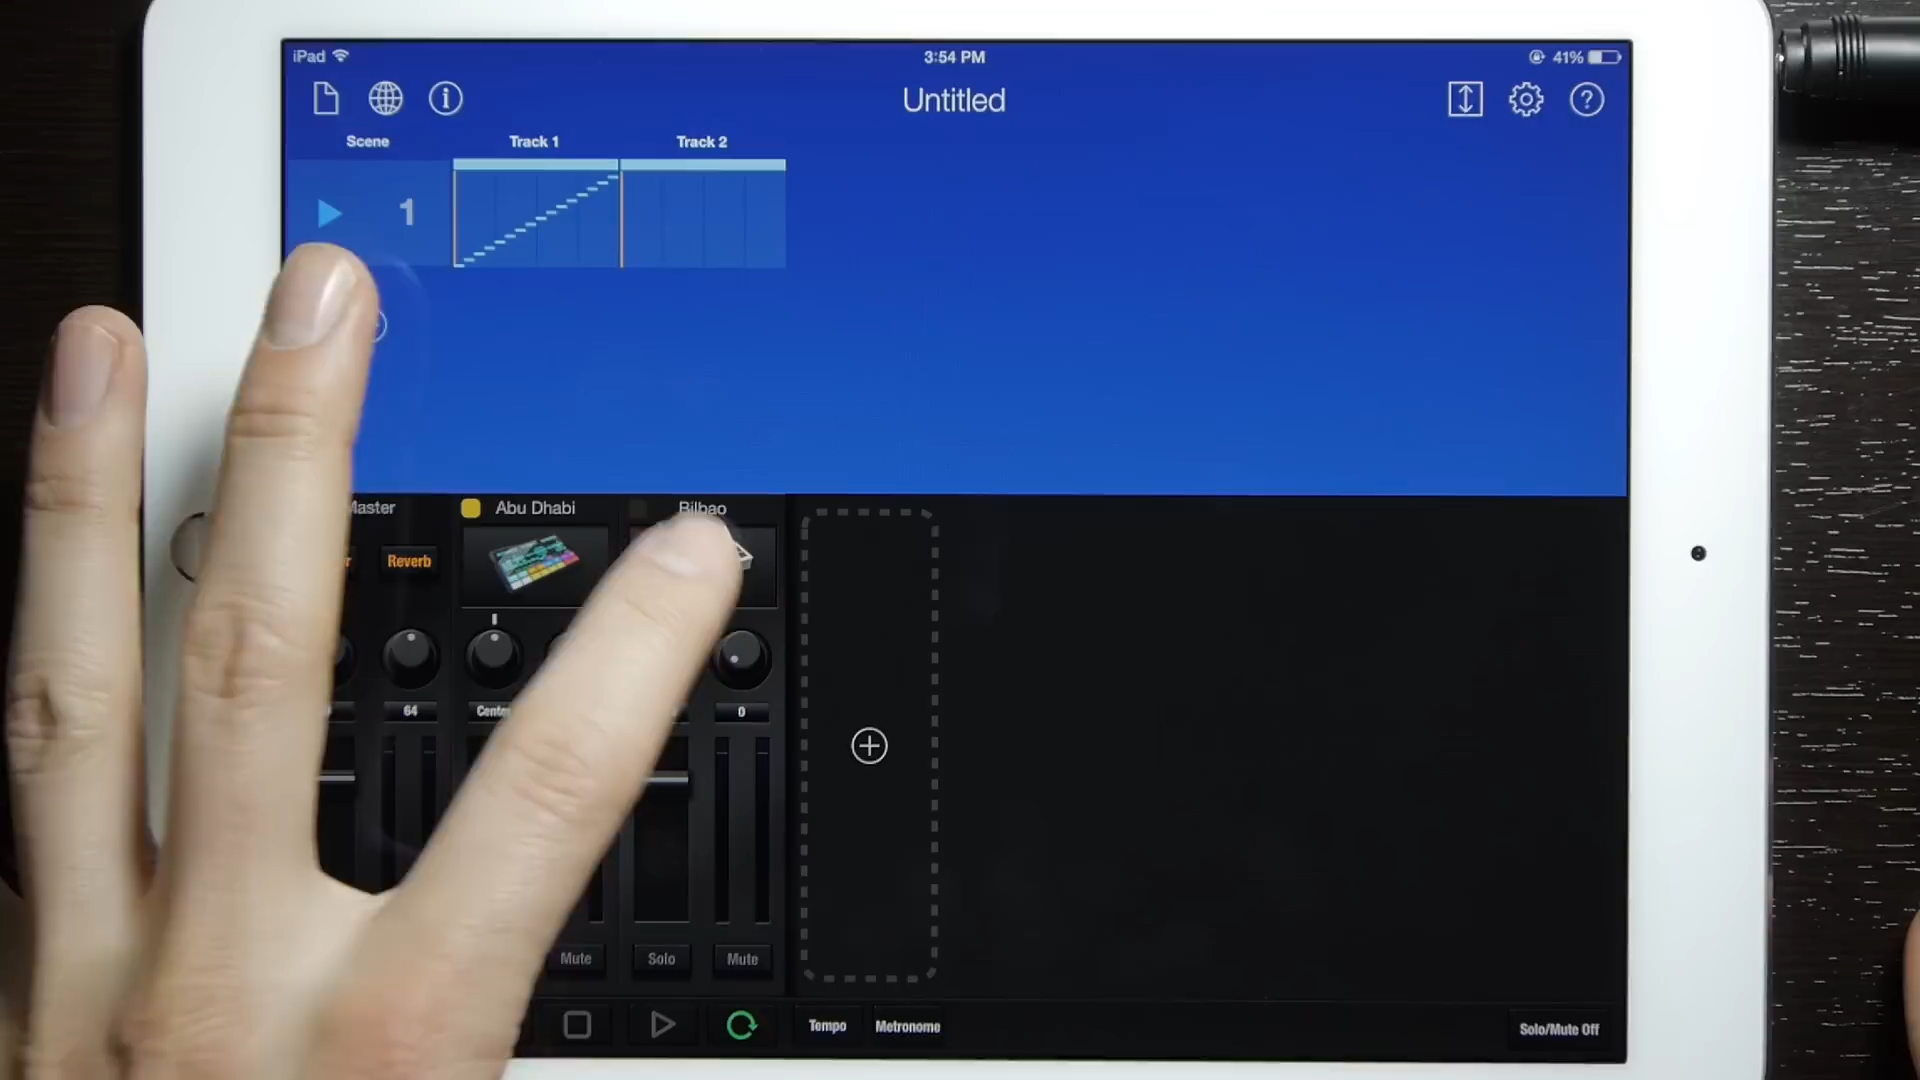 iPad
3:54 PM
41%
Untitled
Scene
Track 1
Track 2
1
Master
Abu Dhabi
Bilbao
Reverb
64
0
Mute
Solo
Mute
Tempo
Metronome
Solo/Mute Off